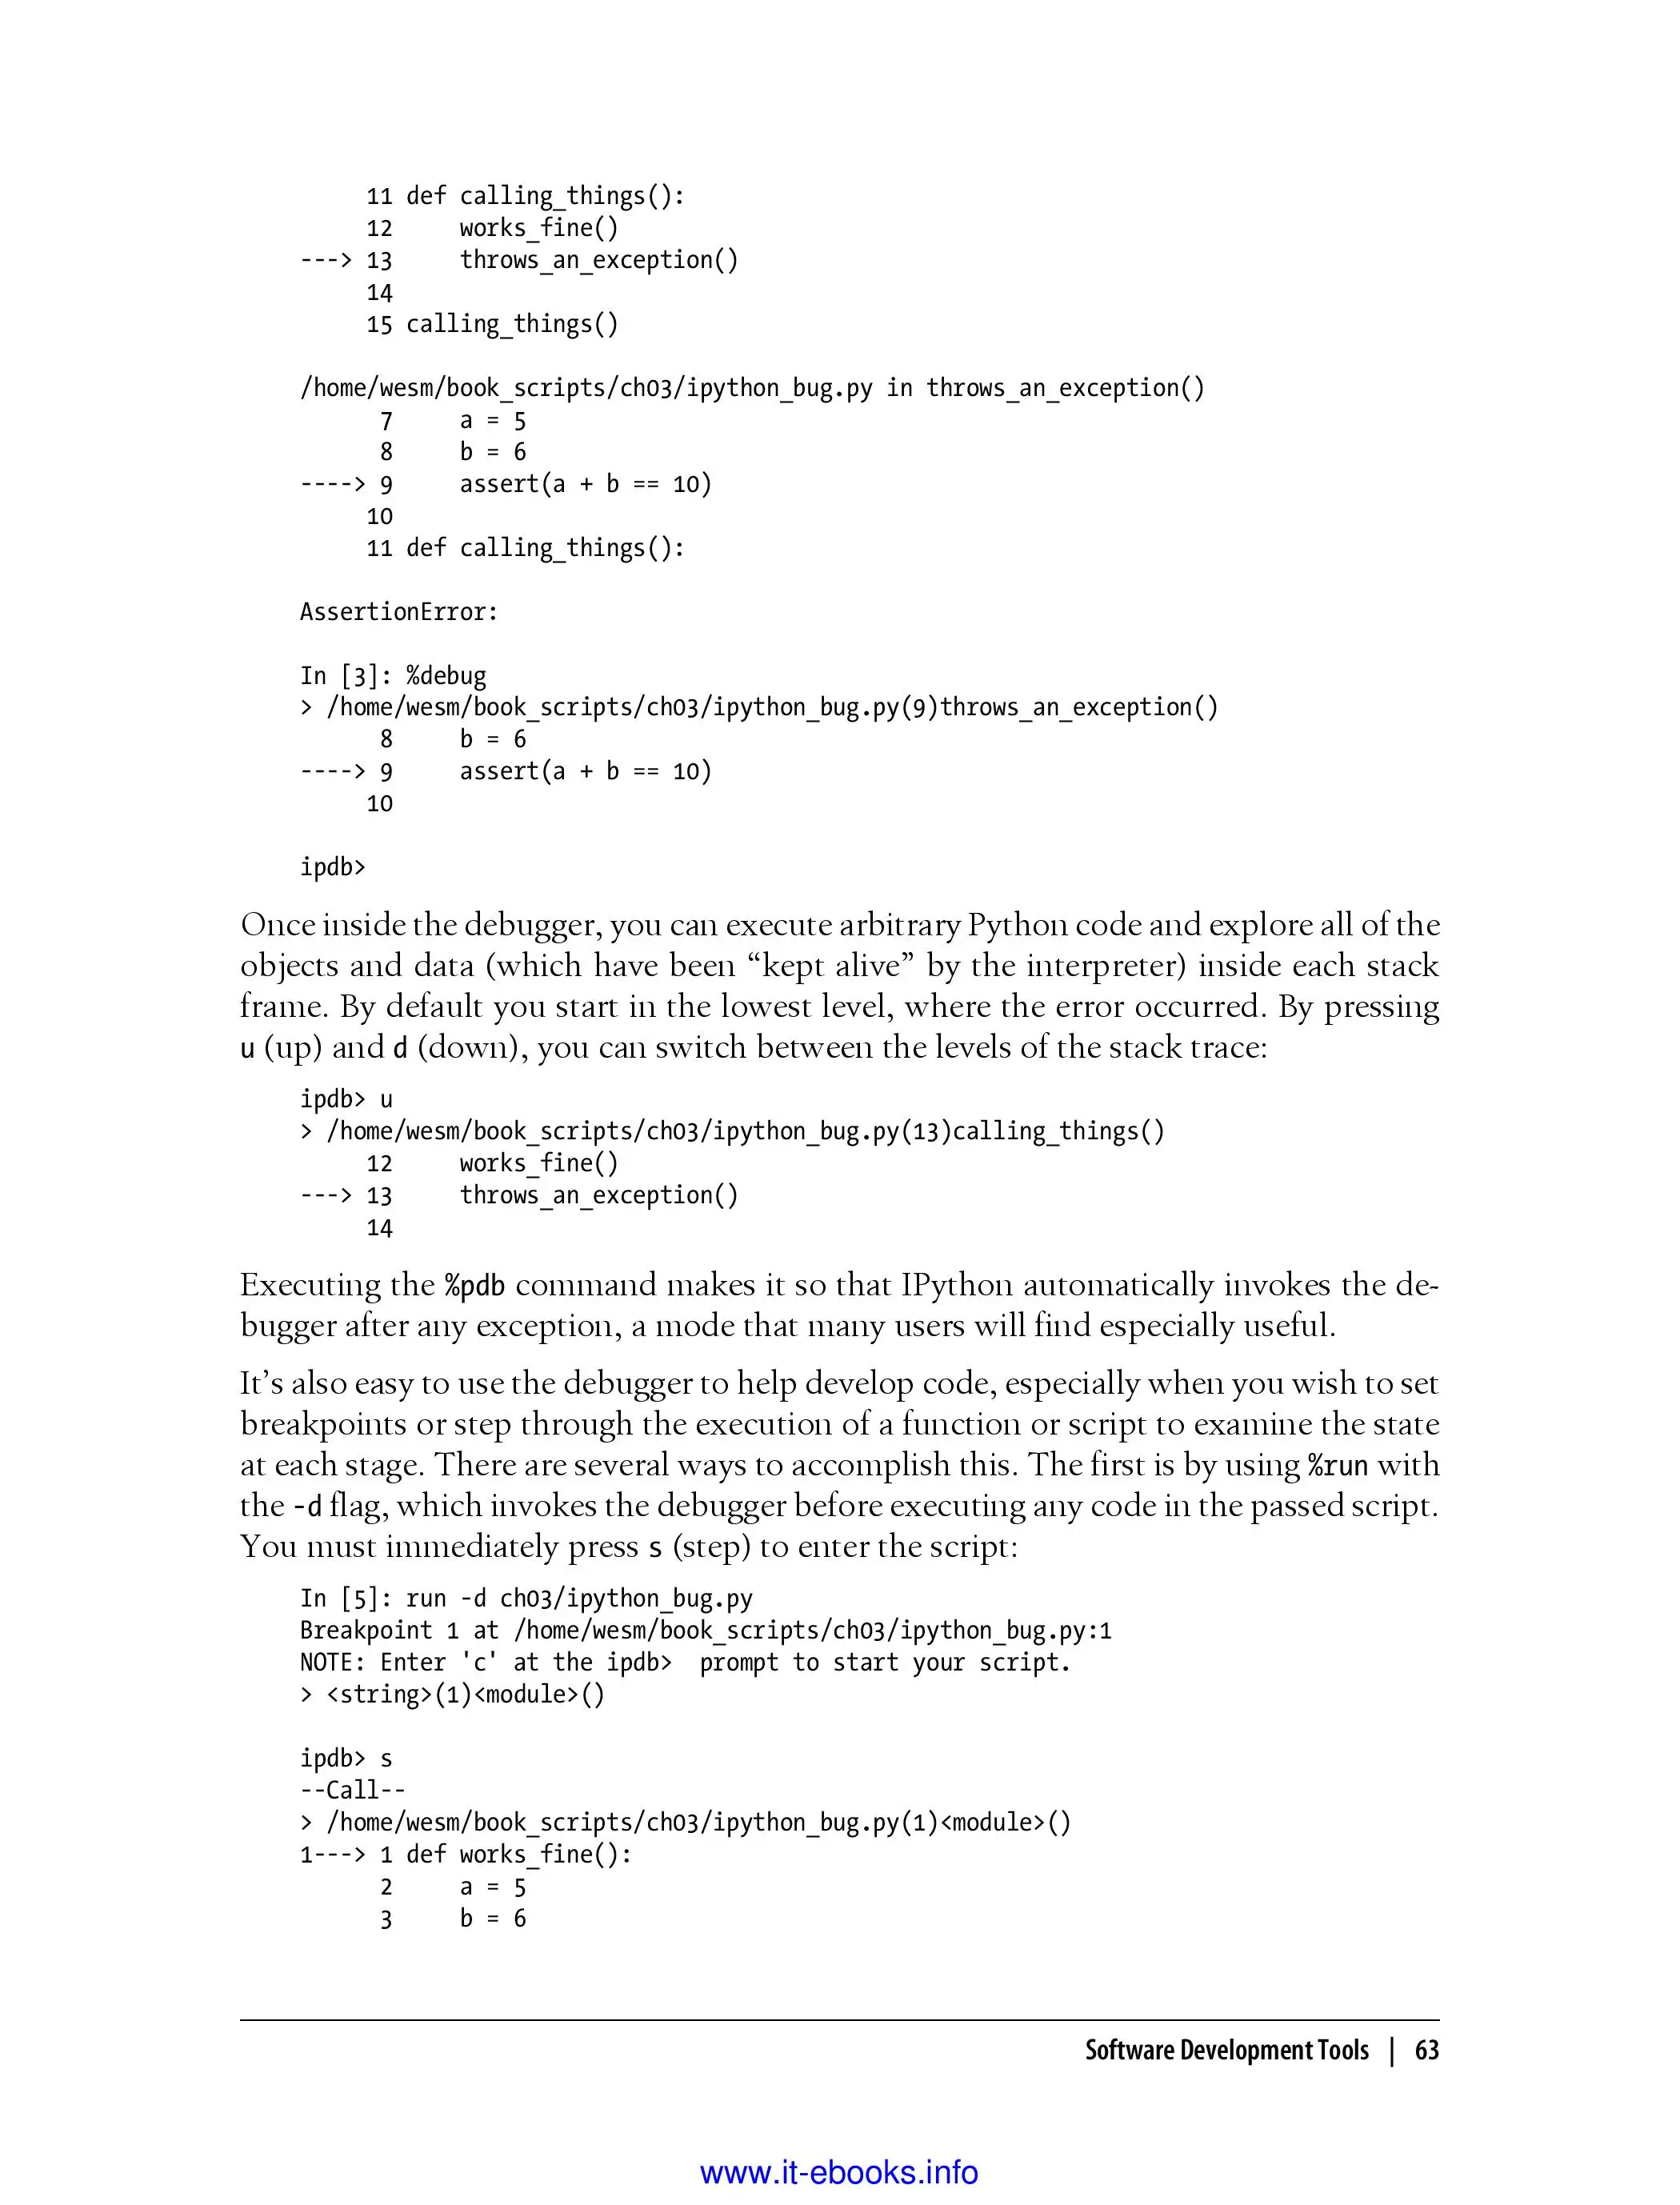 11 def calling_things():
     12     works_fine()
---> 13     throws_an_exception()
     14
     15 calling_things()
/home/wesm/book_scripts/ch03/ipython_bug.py in throws_an_exception()
      7     a = 5
      8     b = 6
----> 9     assert(a + b == 10)
     10
     11 def calling_things():
AssertionError:
In [3]: %debug
> /home/wesm/book_scripts/ch03/ipython_bug.py(9)throws_an_exception()
      8     b = 6
----> 9     assert(a + b == 10)
     10
ipdb>
Once inside the debugger, you can execute arbitrary Python code and explore all of the
objects and data (which have been “kept alive” by the interpreter) inside each stack
frame. By default you start in the lowest level, where the error occurred. By pressing
u (up) and d (down), you can switch between the levels of the stack trace:
ipdb> u
> /home/wesm/book_scripts/ch03/ipython_bug.py(13)calling_things()
     12     works_fine()
---> 13     throws_an_exception()
     14
Executing the %pdb command makes it so that IPython automatically invokes the de-
bugger after any exception, a mode that many users will find especially useful.
It’s also easy to use the debugger to help develop code, especially when you wish to set
breakpoints or step through the execution of a function or script to examine the state
at each stage. There are several ways to accomplish this. The first is by using %run with
the -d flag, which invokes the debugger before executing any code in the passed script.
You must immediately press s (step) to enter the script:
In [5]: run -d ch03/ipython_bug.py
Breakpoint 1 at /home/wesm/book_scripts/ch03/ipython_bug.py:1
NOTE: Enter 'c' at the ipdb>  prompt to start your script.
> <string>(1)<module>()
ipdb> s
--Call--
> /home/wesm/book_scripts/ch03/ipython_bug.py(1)<module>()
1---> 1 def works_fine():
      2     a = 5
      3     b = 6
Software Development Tools | 63
www.it-ebooks.info